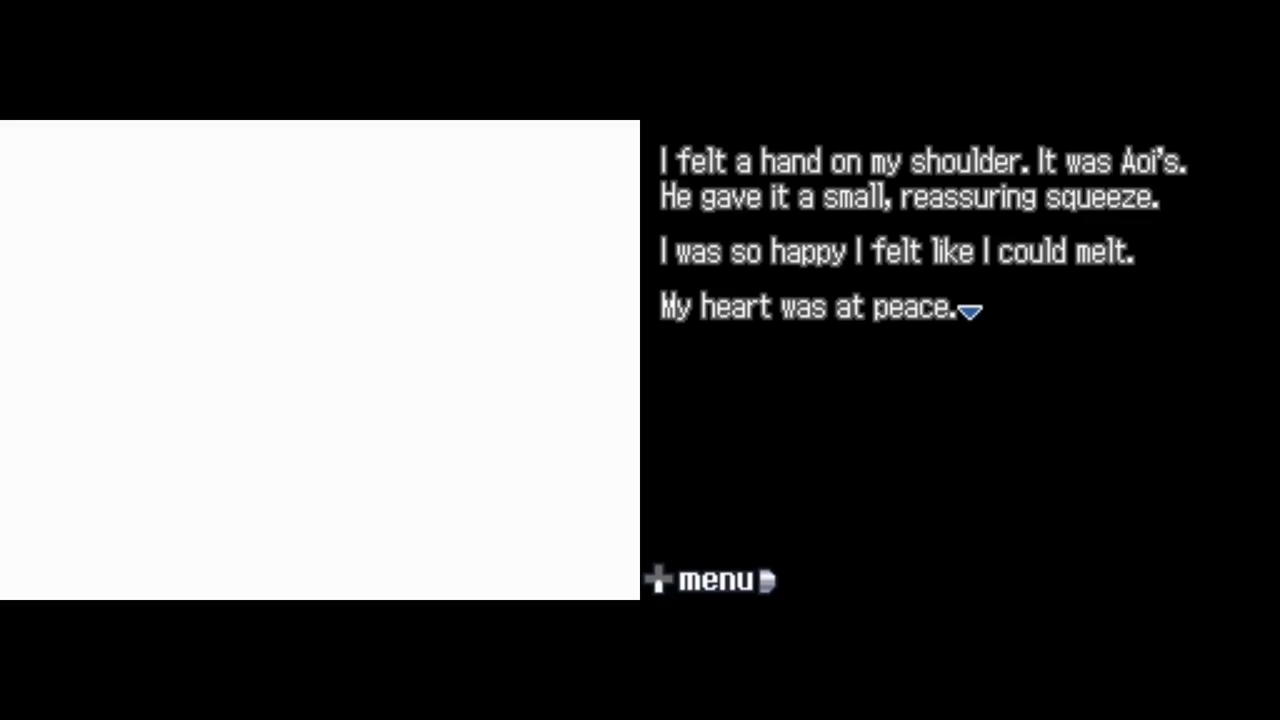 I felt a hand on my shoulder. It was Aoi's.
He gave it a small, reassuring squeeze.
I was so happy I felt like I could melt.
My heart was at peace.
menu